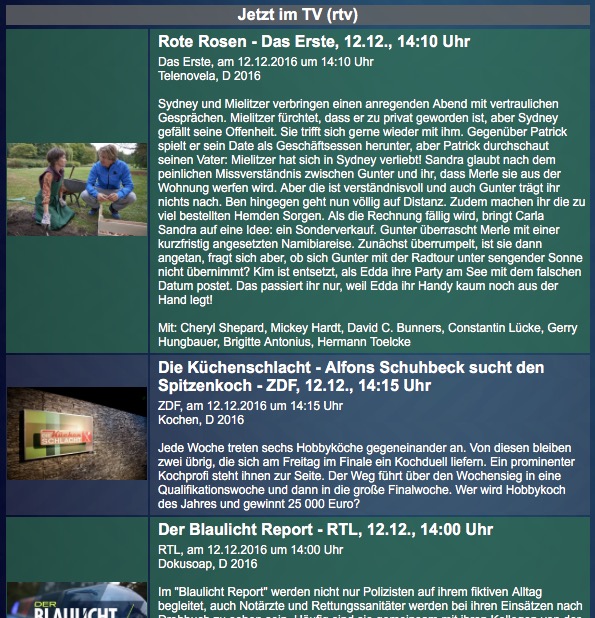 Jetzt im TV (rtv)
Rote Rosen - Das Erste, 12.12., 14:10 Uhr
Das Erste, am 12.12.2016 um 14:10 Uhr
Telenovela, D 2016
Sydney und Mielitzer verbringen einen anregenden Abend mit vertraulichen
Gesprächen. Mielitzer fürchtet, dass er zu privat geworden ist, aber Sydney
gefällt seine Offenheit. Sie trifft sich gerne wieder mit ihm. Gegenüber Patrick
spielt er sein Date als Geschäftsessen herunter, aber Patrick durchschaut
seinen Vater: Mielitzer hat sich in Sydney verliebt! Sandra glaubt nach dem
peinlichen Missverständnis zwischen Gunter und ihr, dass Merle sie aus der
Wohnung werfen wird. Aber die ist verständnisvoll und auch Gunter trägt ihr
nichts nach. Ben hingegen geht nun völlig auf Distanz. Zudem machen ihr die zu
viel bestellten Hemden Sorgen. Als die Rechnung fällig wird, bringt Carla
Sandra auf eine Idee: ein Sonderverkauf. Gunter überrascht Merle mit einer
kurzfristig angesetzten Namibiareise. Zunächst überrumpelt, ist sie dann
angetan, fragt sich aber, ob sich Gunter mit der Radtour unter sengender Sonne
nicht übernimmt? Kim ist entsetzt, als Edda ihre Party am See mit dem falschen
Datum postet. Das passiert ihr nur, weil Edda ihr Handy kaum noch aus der
Hand legt!
Mit: Cheryl Shepard, Mickey Hardt, David C. Bunners, Constantin Lücke, Gerry
Hungbauer, Brigitte Antonius, Hermann Toelcke
SCHLACHT
Die Küchenschlacht - Alfons Schuhbeck sucht den
Spitzenkoch - ZDF, 12.12., 14:15 Uhr
ZDF, am 12.12.2016 um 14:15 Uhr
Kochen, D 2016
Jede Woche treten sechs Hobbyköche gegeneinander an. Von diesen bleiben
zwei übrig, die sich am Freitag im Finale ein Kochduell liefern. Ein prominenter
Kochprofi steht ihnen zur Seite. Der Weg führt über den Wochensieg in eine
Qualifikationswoche und dann in die große Finalwoche. Wer wird Hobbykoch
des Jahres und gewinnt 25 000 Euro?
DER
BLAULICHT
Der Blaulicht Report - RTL, 12.12., 14:00 Uhr
RTL, am 12.12.2016 um 14:00 Uhr
Dokusoap, D 2016
Im "Blaulicht Report" werden nicht nur Polizisten auf ihrem fiktiven Alltag
begleitet, auch Notärzte und Rettungssanitäter werden bei ihren Einsätzen nach